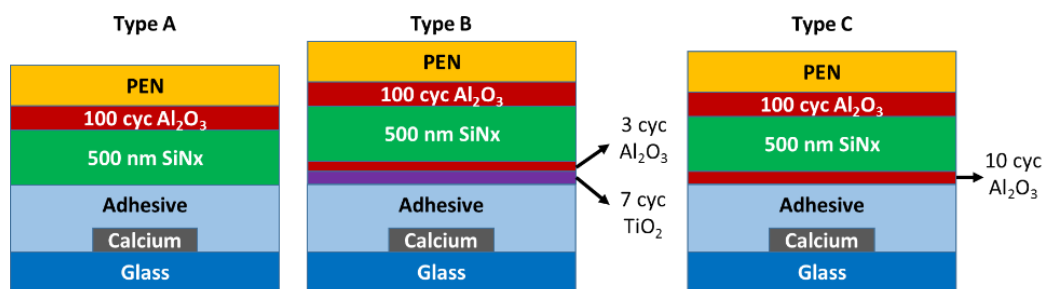 Type A
PEN
100 cyc Al₂O₃
500 nm SiNx
Adhesive
Calcium
Glass
Type B
PEN
100 cyc Al₂O₃
500 nm SiNx
Adhesive
Calcium
Glass
3 cyc
Al₂O₃
7 cyc
TiO₂
Type C
PEN
100 cyc Al₂O₃
500 nm SiNx
Adhesive
Calcium
Glass
10 cyc
Al₂O₃